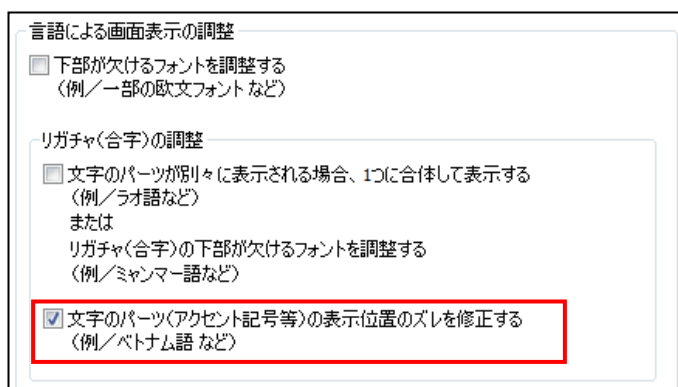 言語による画面表示の調整
下部が欠けるフォントを調整する
(例／一部の欧文フォント など)
リガチャ(合字)の調整
文字のパーツが別々に表示される場合、1つに合体して表示する
(例／ラオ語など)
または
リガチャ(合字)の下部が欠けるフォントを調整する
(例／ミャンマー語など)
文字のパーツ(アクセント記号等)の表示位置のズレを修正する
(例／ベトナム語 など)